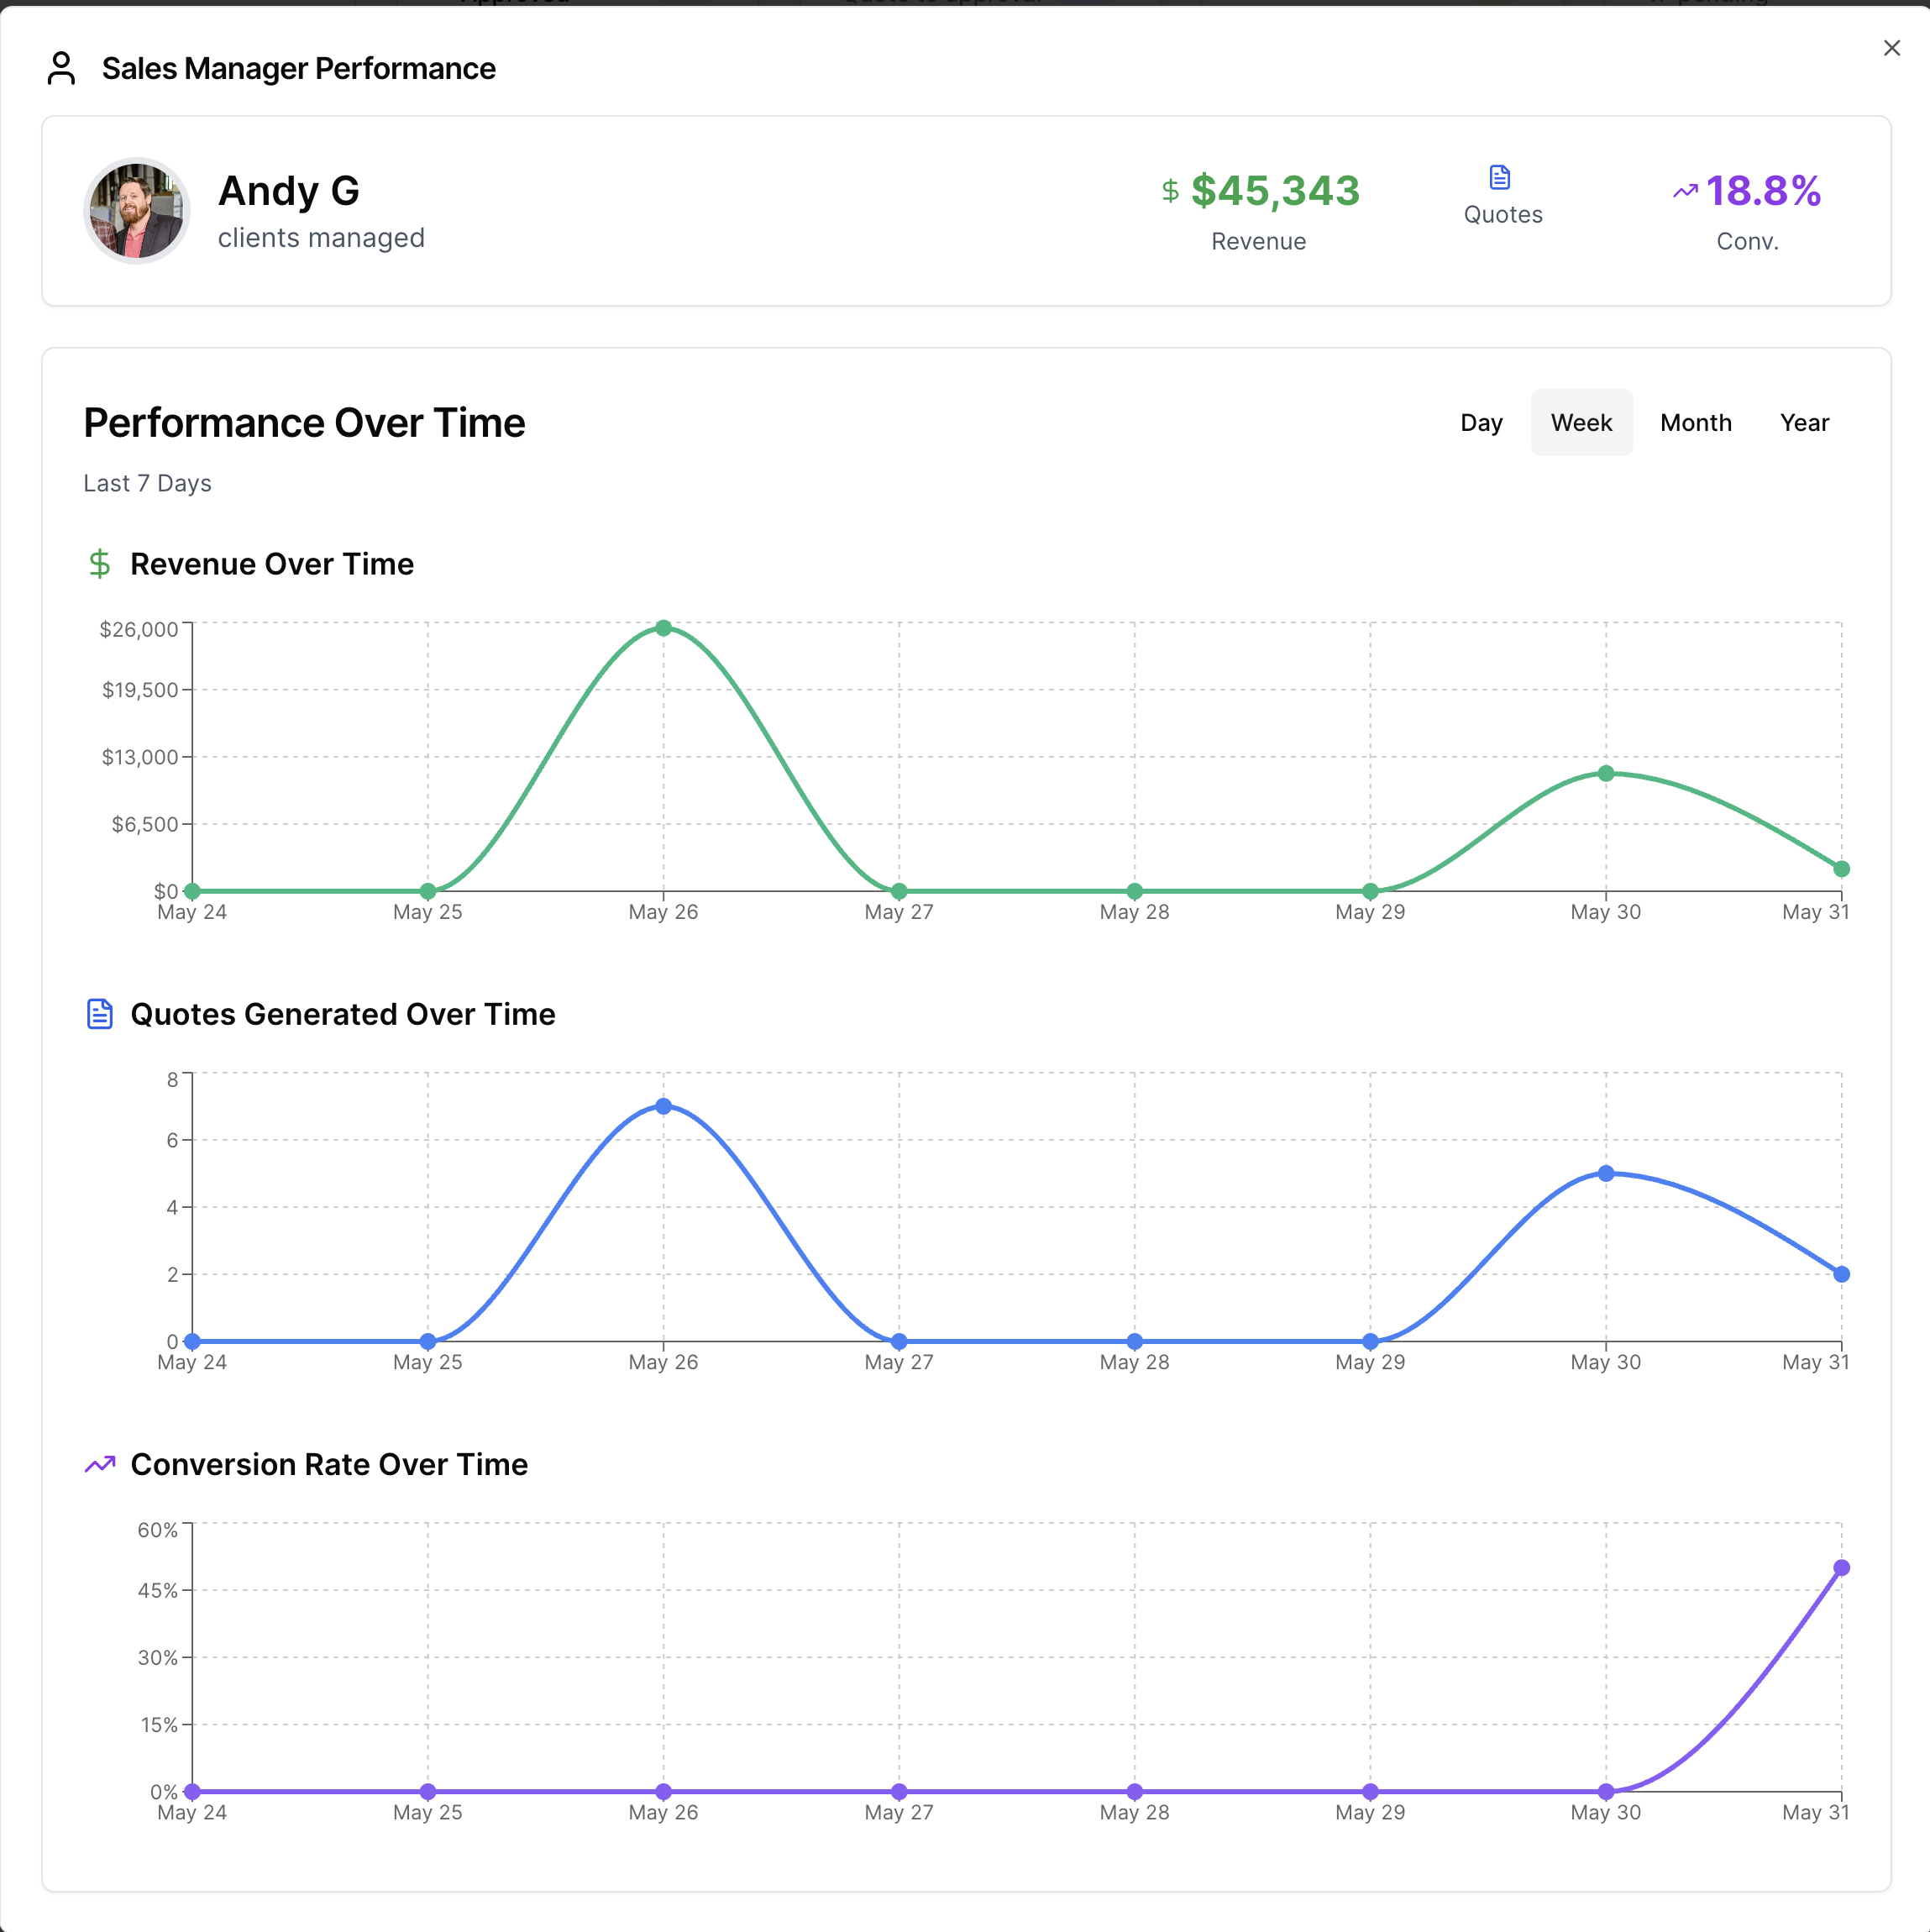 Sales Manager Performance
Andy G
clients managed
$ $45,343
Revenue
Quotes
18.8%
Conv.
Performance Over Time
Day Week Month Year
Last 7 Days
$ Revenue Over Time
$26,000
$19,500
$13,000
$6,500
$0
May 24 May 25 May 26 May 27 May 28 May 29 May 30 May 31
Quotes Generated Over Time
8
6
4
2
0
May 24 May 25 May 26 May 27 May 28 May 29 May 30 May 31
Conversion Rate Over Time
60%
45%
30%
15%
0%
May 24 May 25 May 26 May 27 May 28 May 29 May 30 May 31